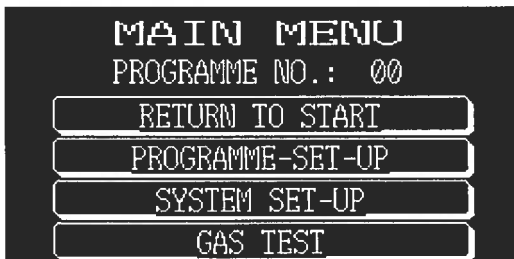 MAIN MENU
PROGRAMME NO.: 00
RETURN TO START
PROGRAMME-SET-UP
SYSTEM SET-UP
GAS TEST